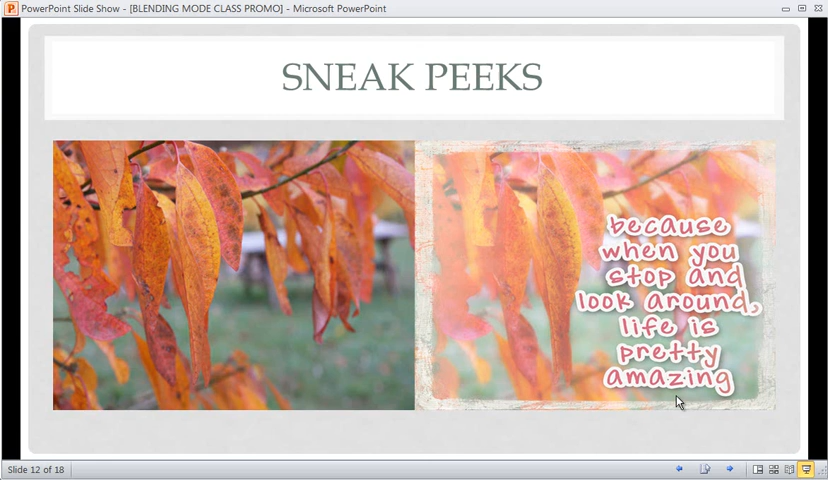 PowerPoint Slide Show - [BLENDING MODE CLASS PROMO] - Microsoft PowerPoint
SNEAK PEEKS
because
when you
stop and
look around,
life is
pretty
amazing
Slide 12 of 18